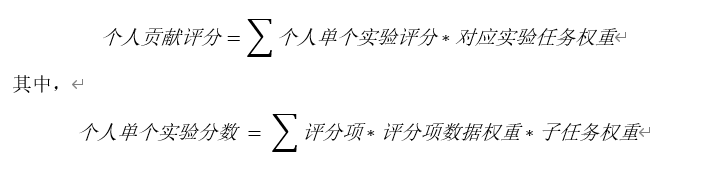 个人贡献评分 = ∑ 个人单个实验评分 * 对应实验任务权重↵
其中，↵
个人单个实验分数 = ∑ 评分项 * 评分项数据权重 * 子任务权重↵